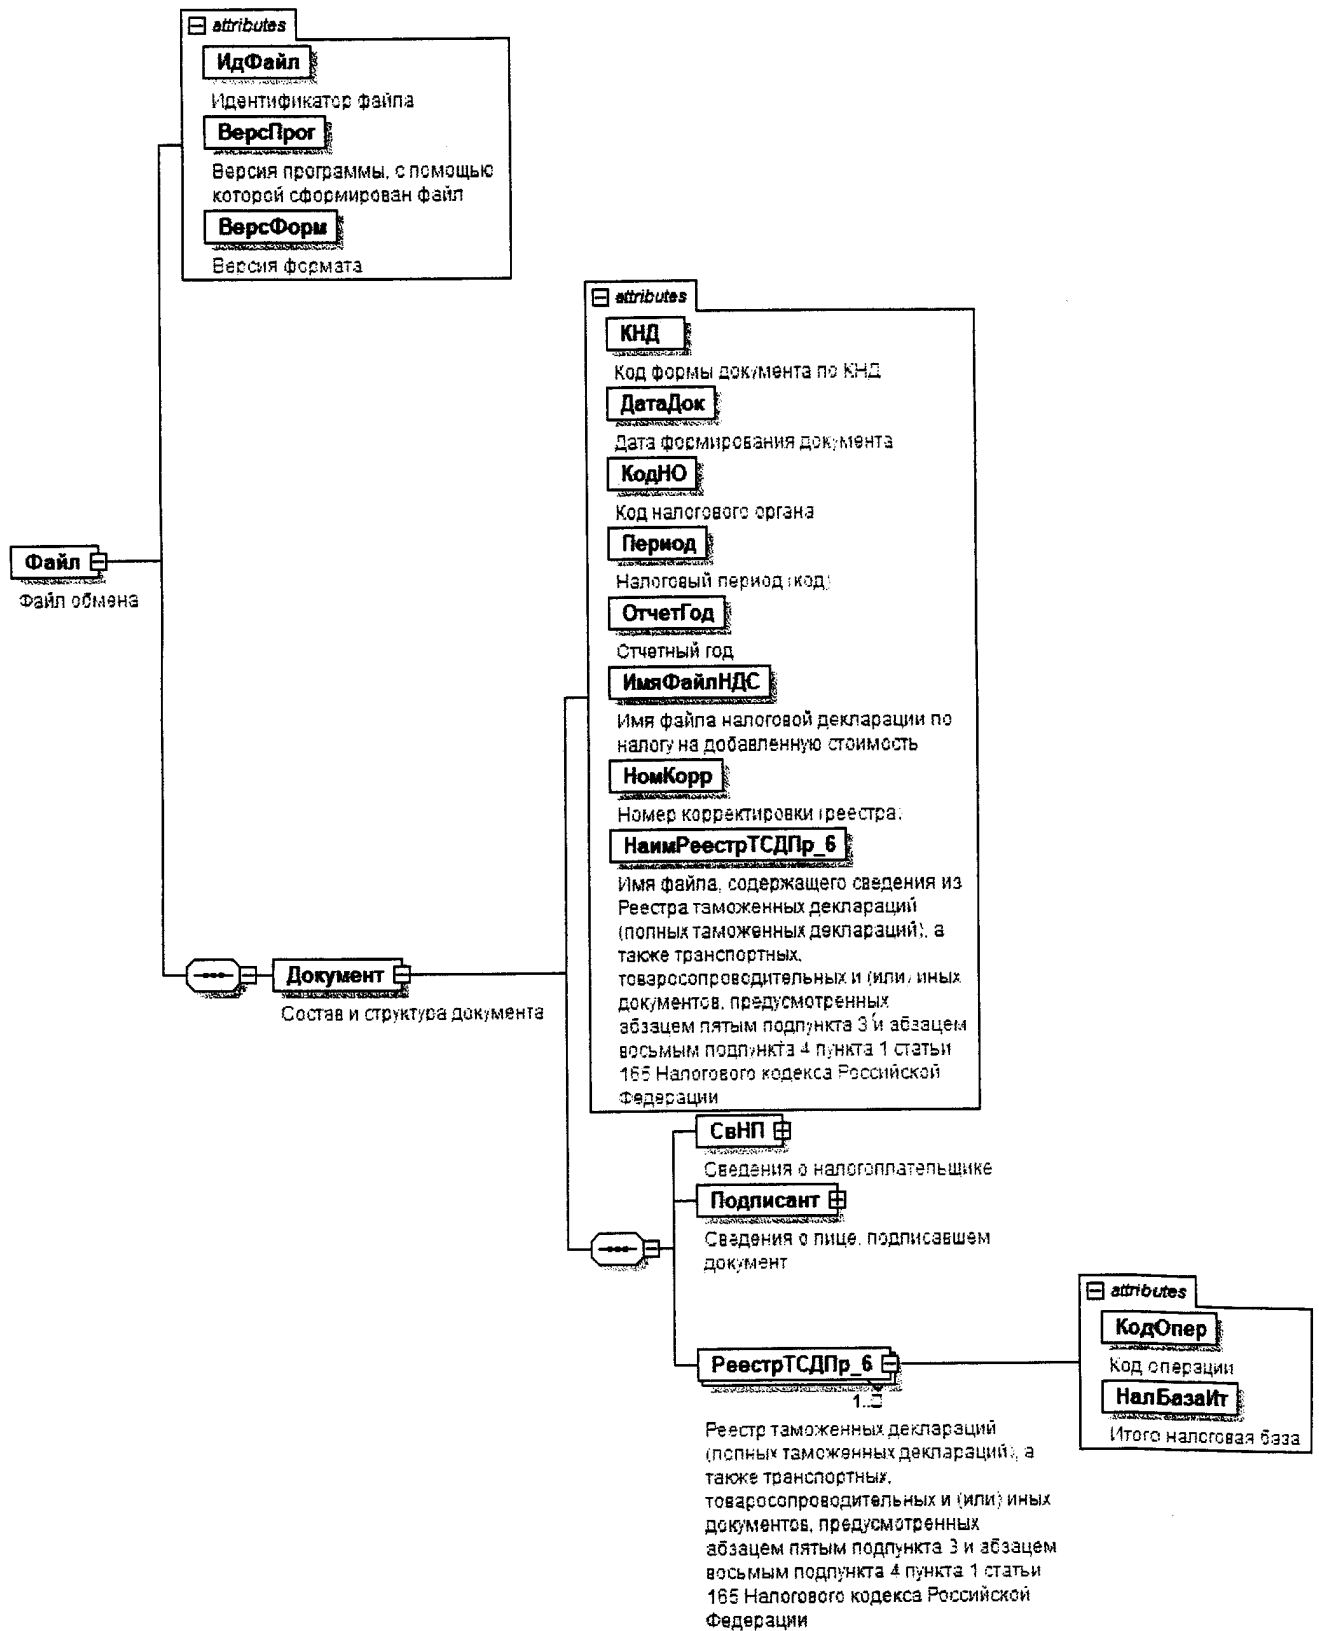 attributes
ИдФайл
Идентификатор файла
ВерсПрог
Версия программы, с помощью
которой сформирован файл
ВерсФорм
Версия формата
Файл
Файл обмена
attributes
КНД
Код формы документа по КНД
ДатаДок
Дата формирования документа
КодНО
Код налогового органа
Период
Налоговый период (код)
ОтчетГод
Отчетный год
ИмяФайлНДС
Имя файла налоговой декларации по
налогу на добавленную стоимость
НомКорр
Номер корректировки (реестра)
НаимРеестрТСДПр_6
Имя файла, содержащего сведения из
Реестра таможенных деклараций
(полных таможенных деклараций), а
также транспортных,
товаросопроводительных и (или) иных
документов, предусмотренных
абзацем пятым подпункта 3 и абзацем
восьмым подпункта 4 пункта 1 статьи
165 Налогового кодекса Российской
Федерации
Документ
Состав и структура документа
СвНП
Сведения о налогоплательщике
Подписант
Сведения о лице, подписавшем
документ
РеестрТСДПр_6
1..
Реестр таможенных деклараций
(полных таможенных деклараций), а
также транспортных,
товаросопроводительных и (или) иных
документов, предусмотренных
абзацем пятым подпункта 3 и абзацем
восьмым подпункта 4 пункта 1 статьи
165 Налогового кодекса Российской
Федерации
attributes
КодОпер
Код операции
НалБазаИт
Итого налоговая база